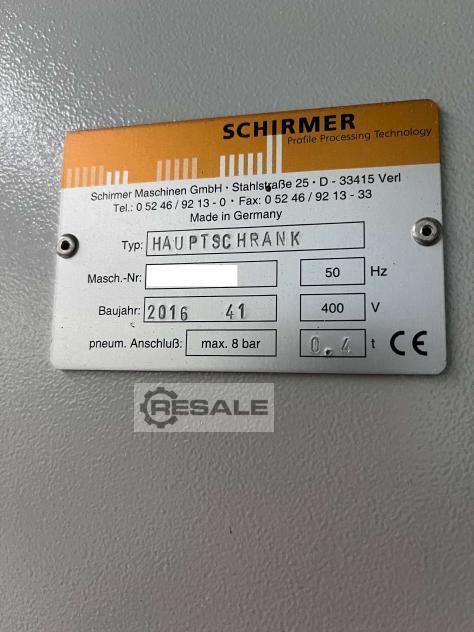 SCHIRMER
Profile Processing Technology
Schirmer Maschinen GmbH · Stahlstraße 25 · D - 33415 Verl
Tel.: 0 52 46 / 92 13 - 0 · Fax: 0 52 46 / 92 13 - 33
Made in Germany
Typ: HAUPTSCHRANK
Masch.-Nr: 50 Hz
Baujahr: 2016 41 400 V
pneum. Anschluß: max. 8 bar 0.4 t CE
RESALE